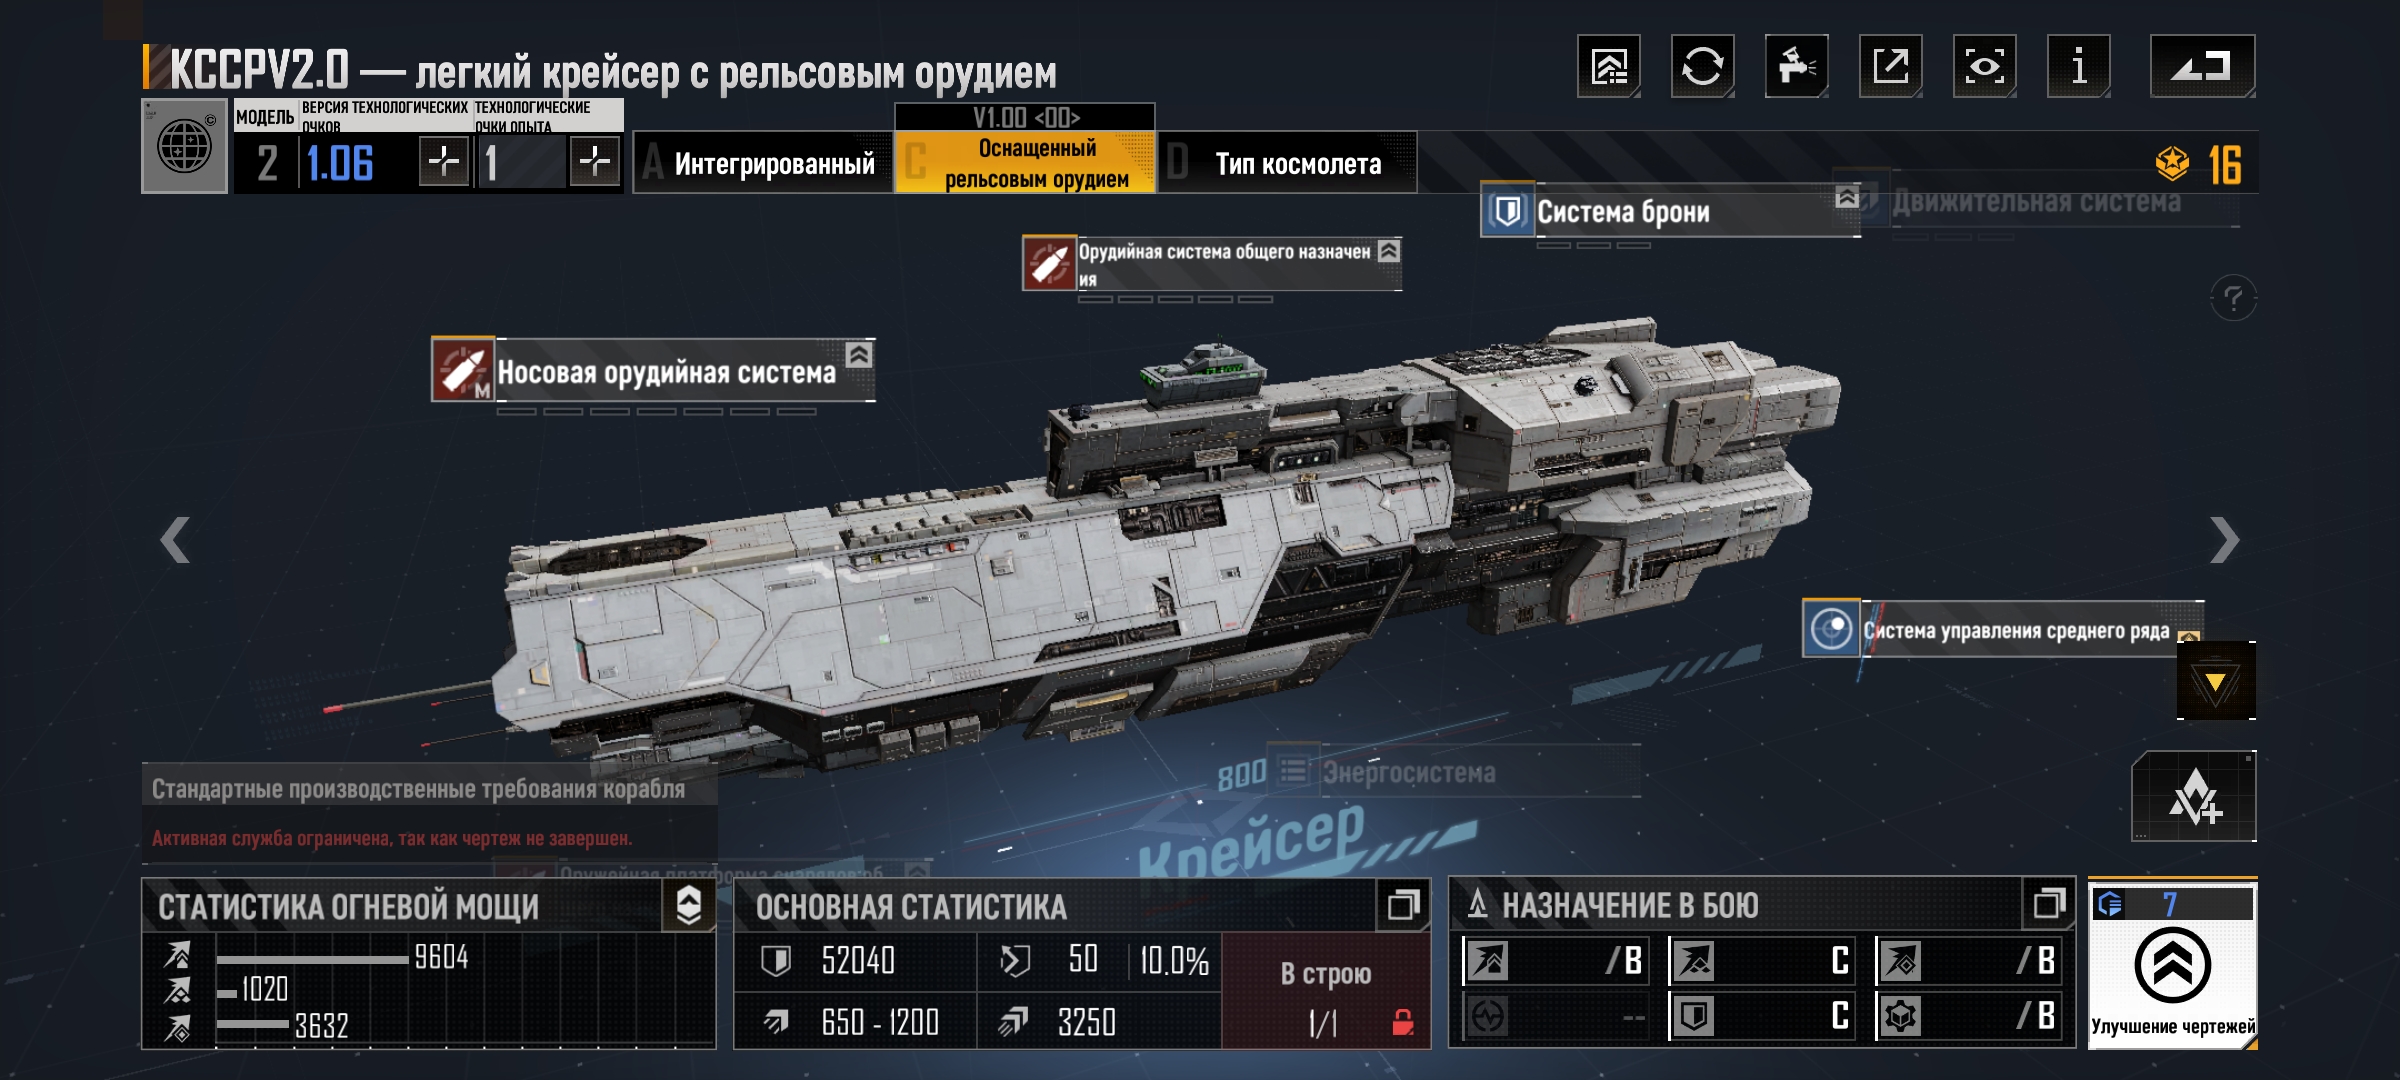 KCCPV2.0 — легкий крейсер с рельсовым орудием
МОДЕЛЬ
ВЕРСИЯ ТЕХНОЛОГИЧЕСКИХ ОЧКОВ
ТЕХНОЛОГИЧЕСКИЕ ОЧКИ ОПЫТА
2
1.06
1
V1.00 <00>
A Интегрированный
C Оснащенный
рельсовым орудием
D Тип космолета
16
Система брони
Движительная система
Орудийная система общего назначен
ия
Носовая орудийная система
M
?
Система управления среднего ряда
800
Энергосистема
Крейсер
Стандартные производственные требования корабля
Активная служба ограничена, так как чертеж не завершен.
СТАТИСТИКА ОГНЕВОЙ МОЩИ
9604
1020
3632
ОСНОВНАЯ СТАТИСТИКА
52040
50
10.0%
650 - 1200
3250
В строю
1/1
НАЗНАЧЕНИЕ В БОЮ
/B
C
/B
--
C
/B
7
Улучшение чертежей